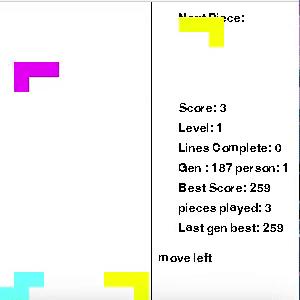 Next Piece:
Score: 3
Level: 1
Lines Complete: 0
Gen : 187 person: 1
Best Score: 259
pieces played: 3
Last gen best: 259
move left